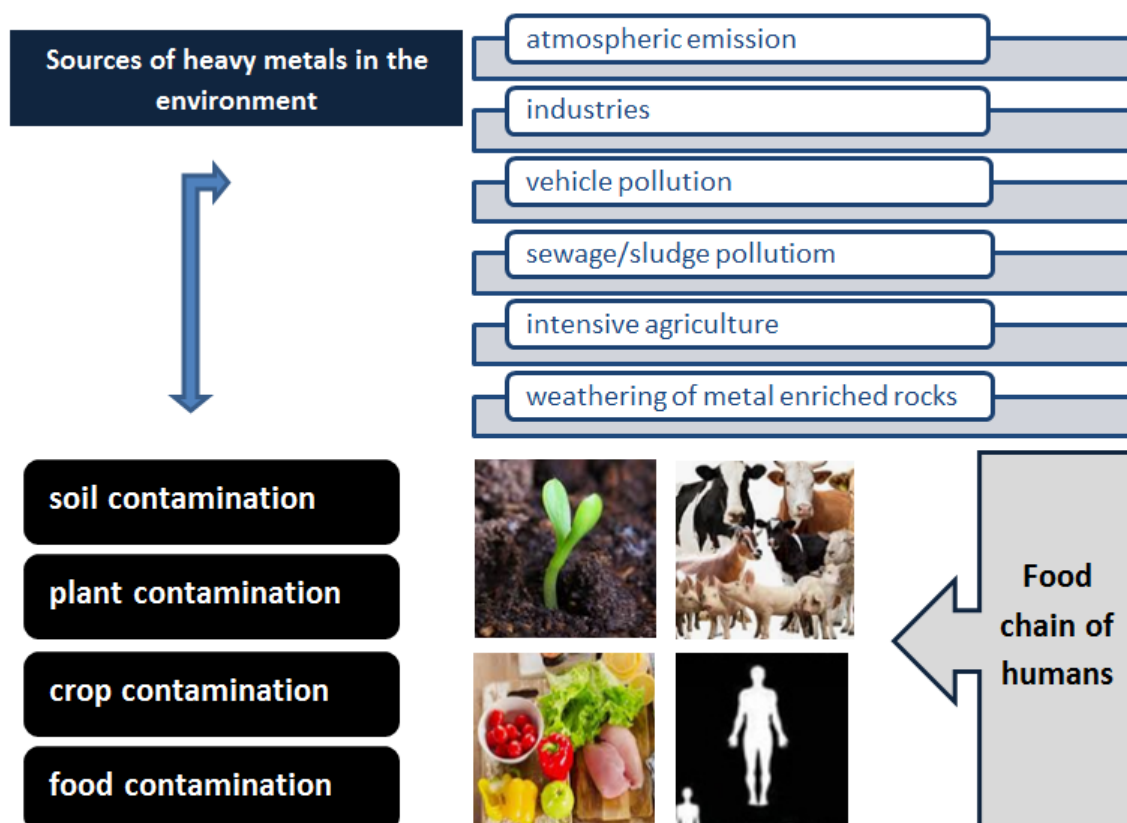 Sources of heavy metals in the
environment
atmospheric emission
industries
vehicle pollution
sewage/sludge pollutiom
intensive agriculture
weathering of metal enriched rocks
soil contamination
plant contamination
crop contamination
food contamination
Food
chain of
humans